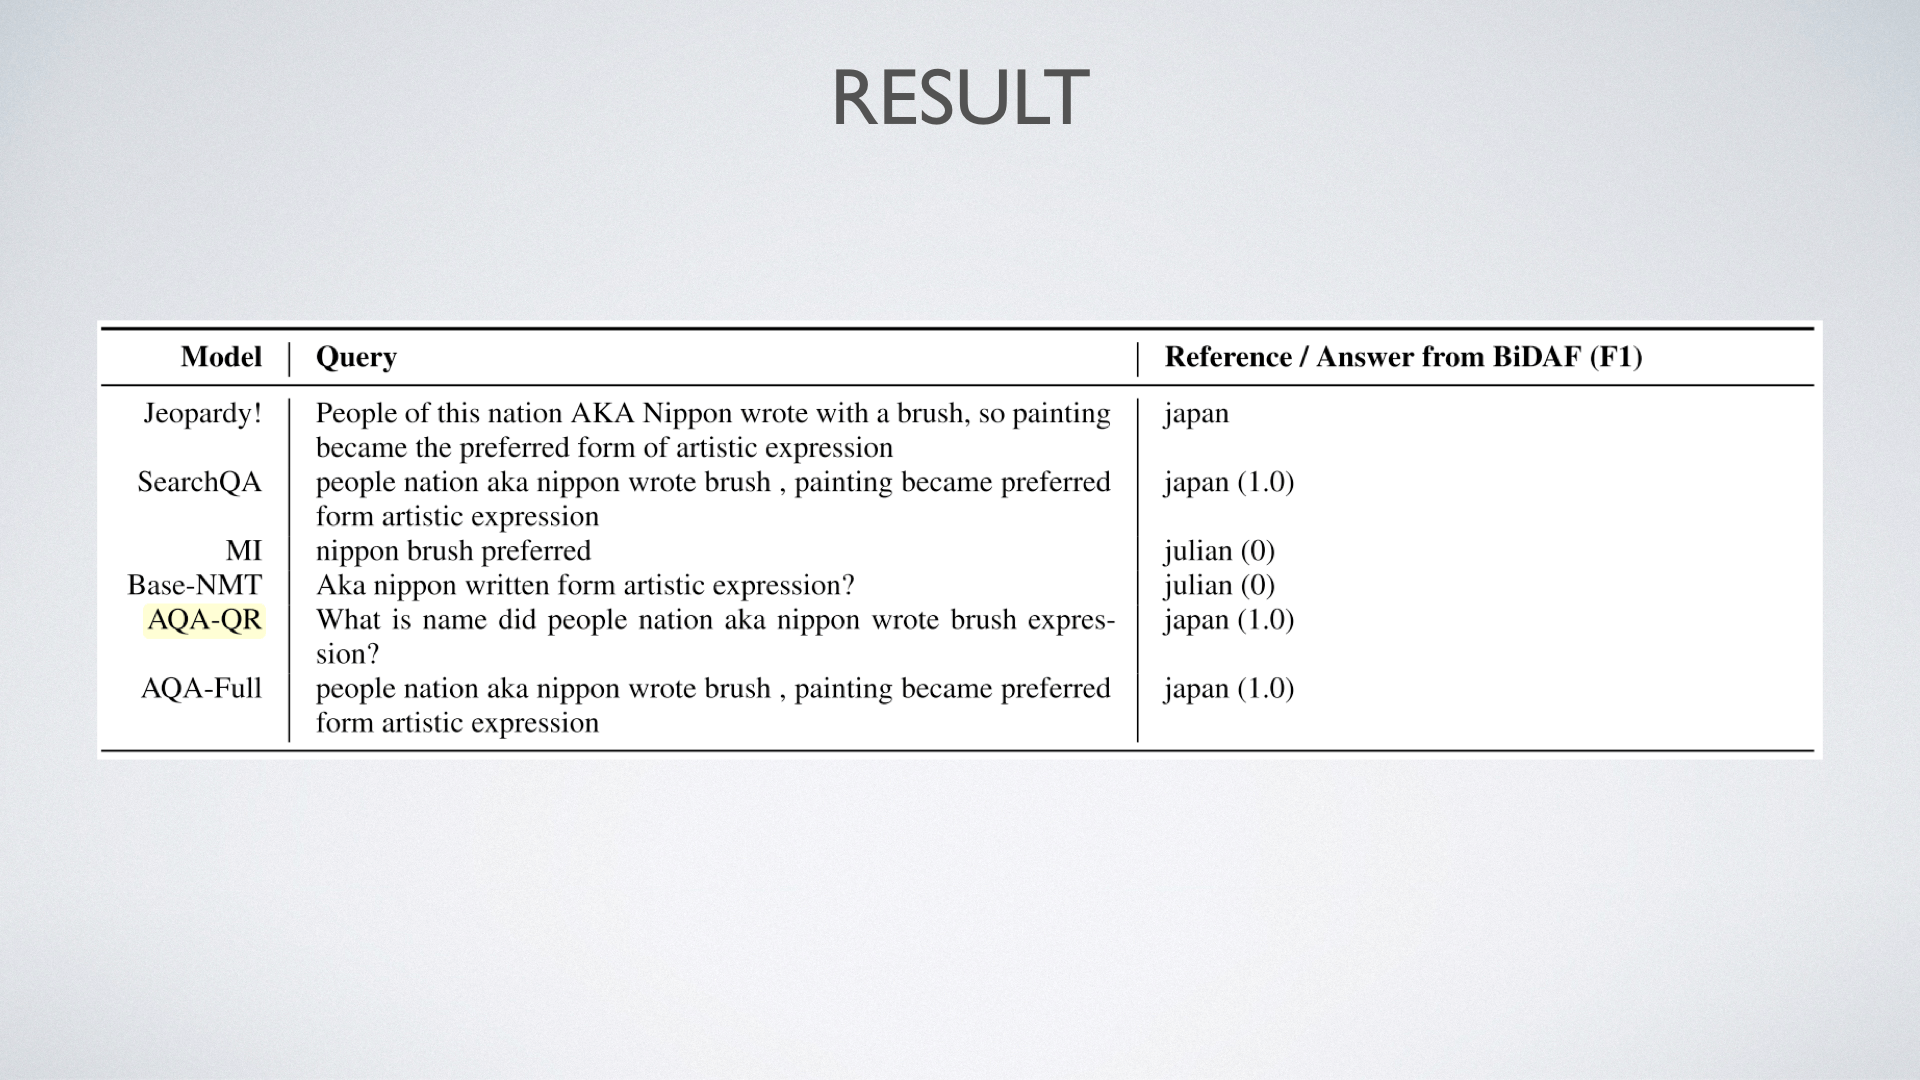 RESULT
Model | Query | Reference / Answer from BiDAF (F1)
Jeopardy! | People of this nation AKA Nippon wrote with a brush, so painting | japan
became the preferred form of artistic expression
SearchQA | people nation aka nippon wrote brush , painting became preferred | japan (1.0)
form artistic expression
MI | nippon brush preferred | julian (0)
Base-NMT | Aka nippon written form artistic expression? | julian (0)
AQA-QR | What is name did people nation aka nippon wrote brush expres- | japan (1.0)
sion?
AQA-Full | people nation aka nippon wrote brush , painting became preferred | japan (1.0)
form artistic expression